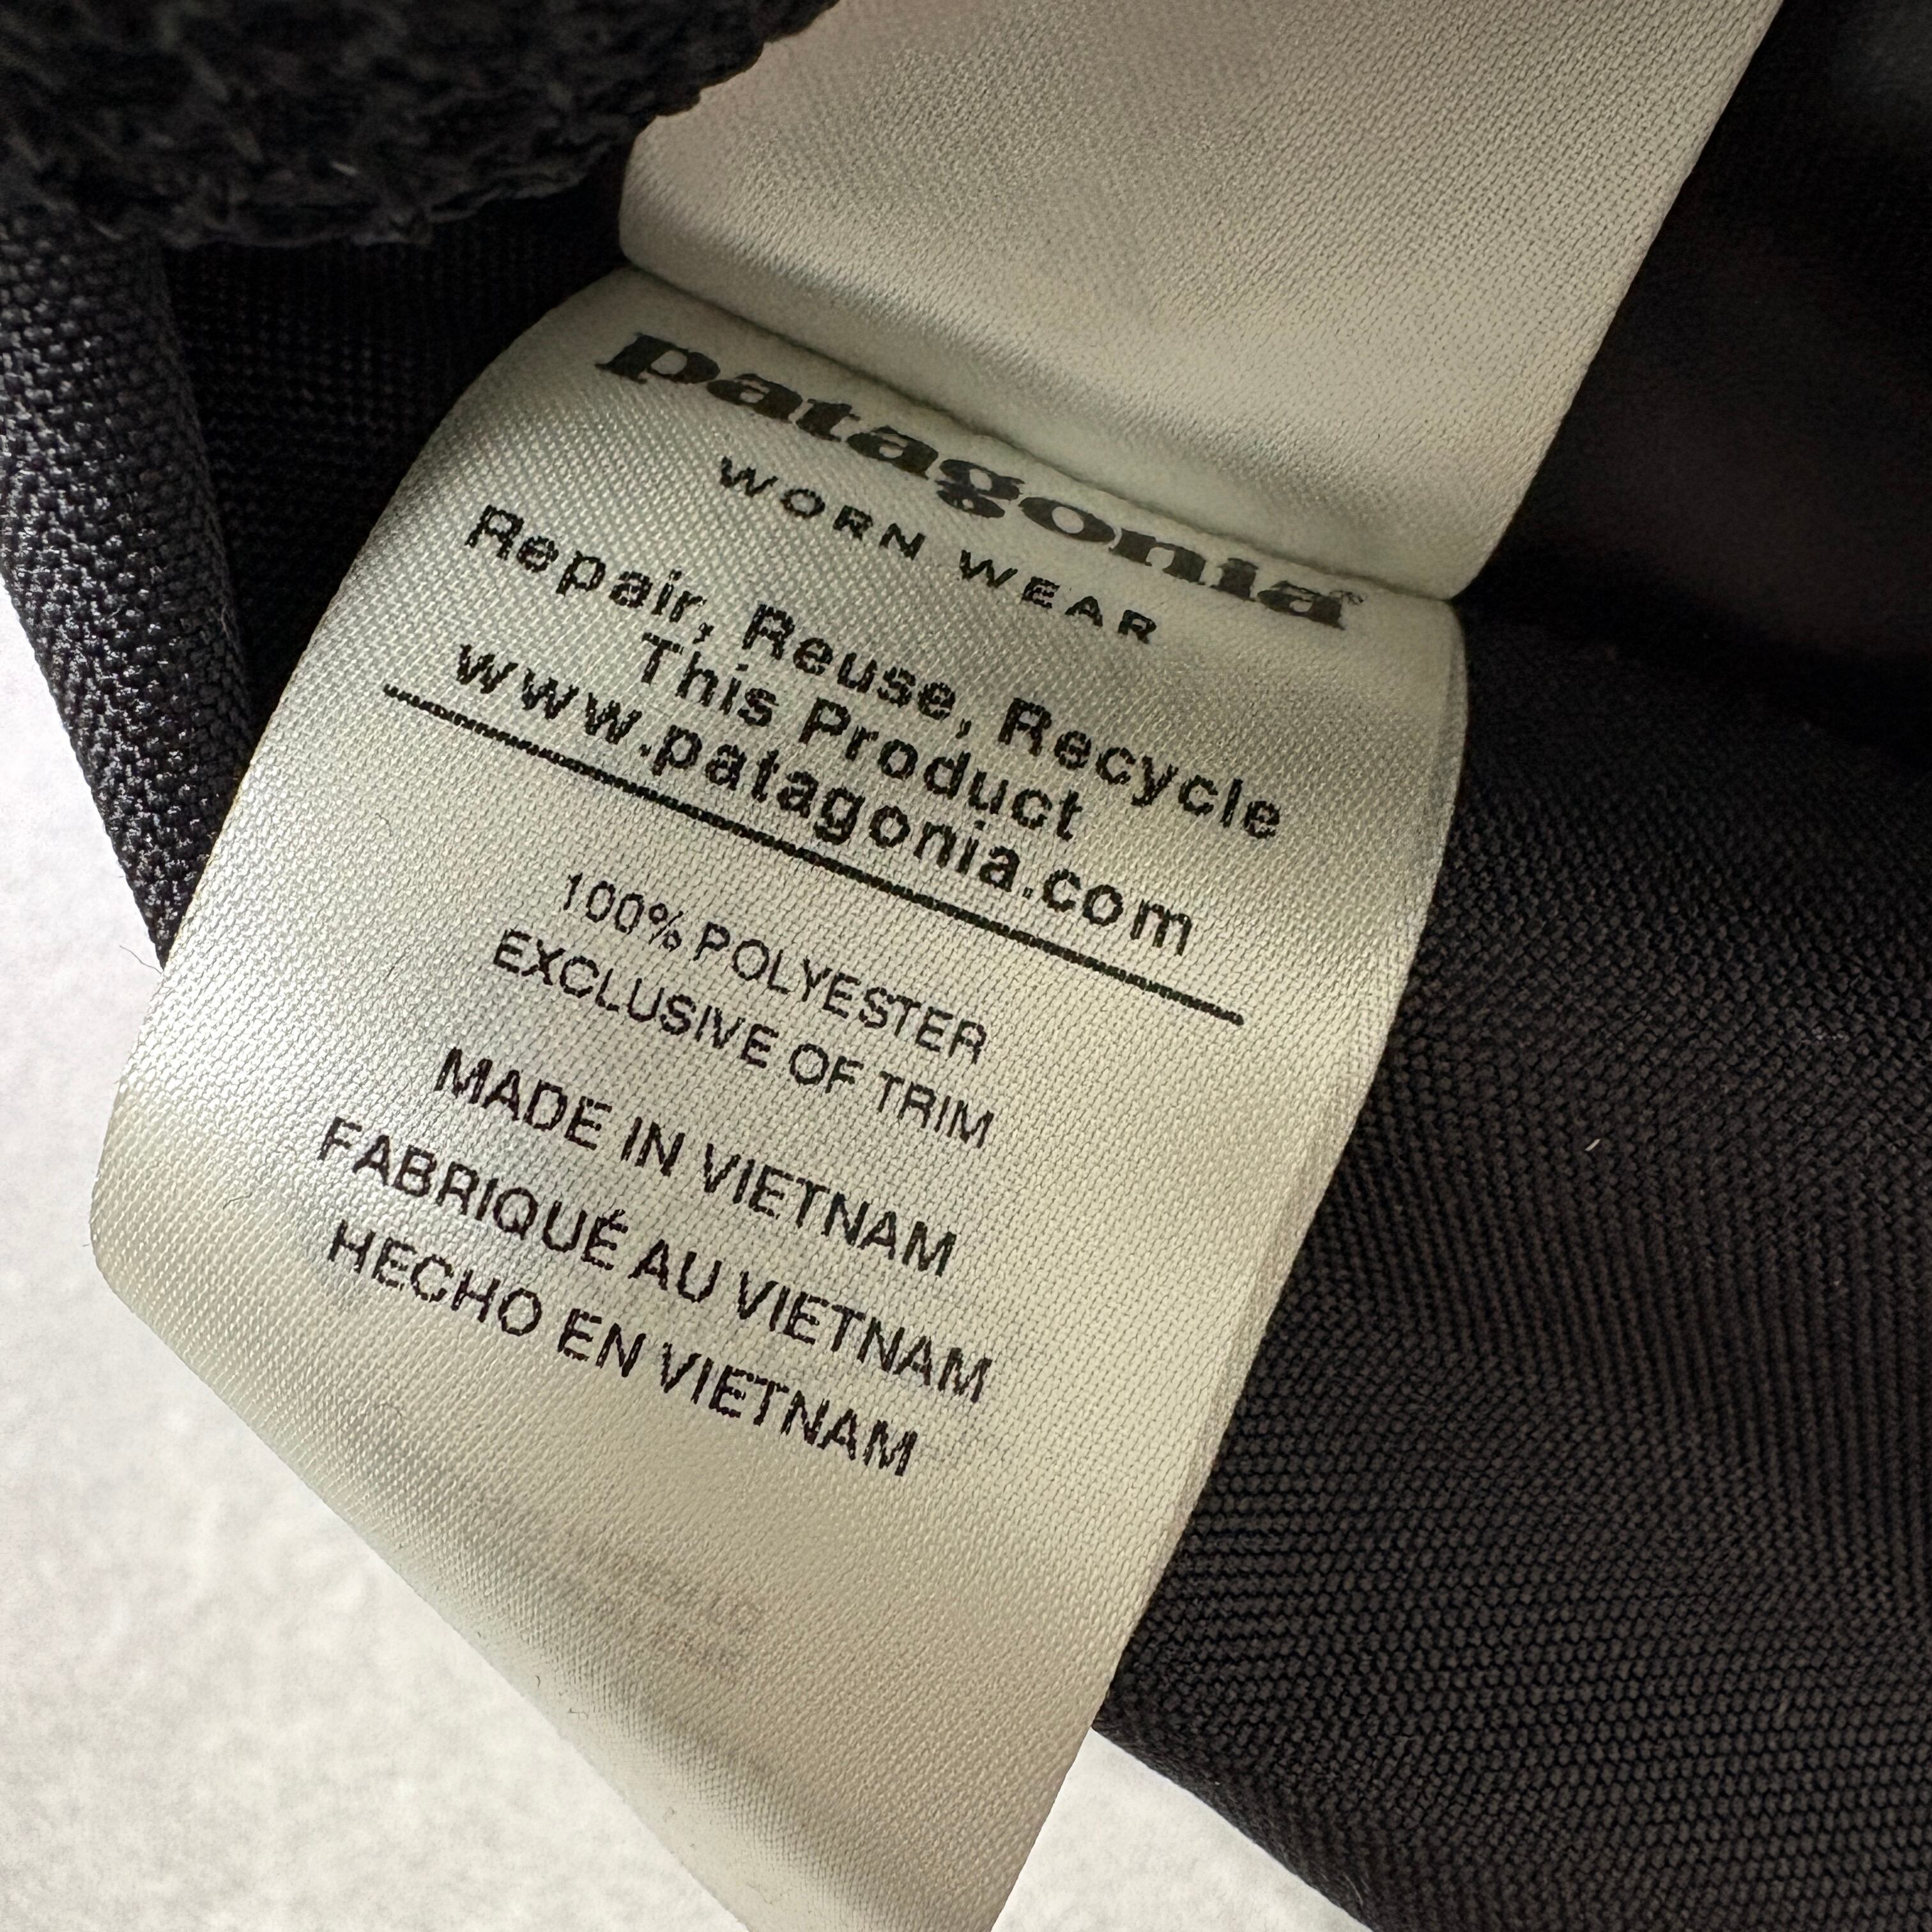 patagonia®
WORN WEAR
Repair, Reuse, Recycle
This Product
www.patagonia.com
100% POLYESTER
EXCLUSIVE OF TRIM
MADE IN VIETNAM
FABRIQUÉ AU VIETNAM
HECHO EN VIETNAM